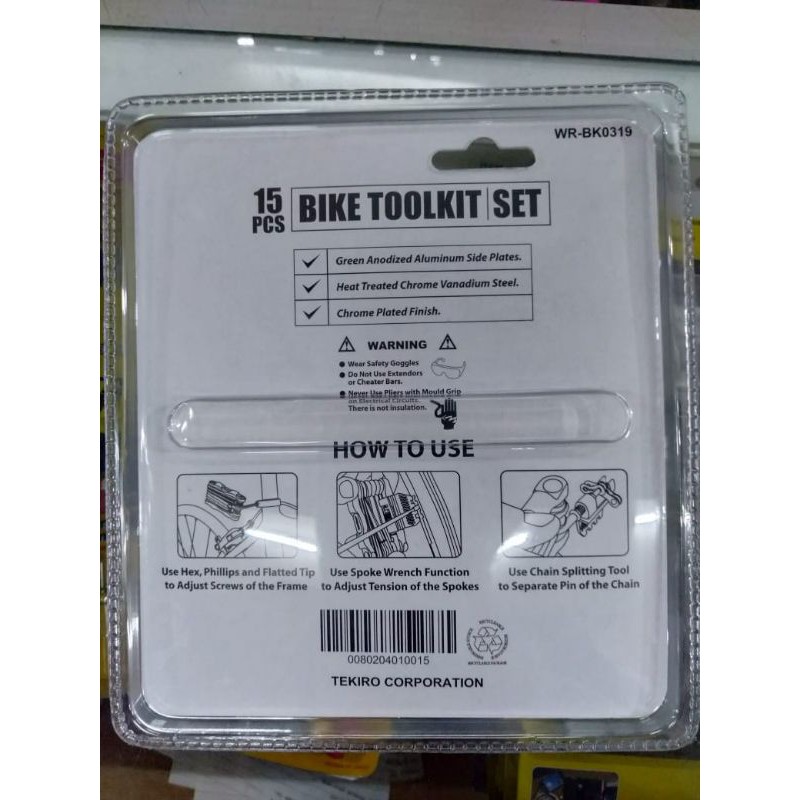 WR-BK0319
15 PCS BIKE TOOLKIT SET
Green Anodized Aluminum Side Plates.
Heat Treated Chrome Vanadium Steel.
Chrome Plated Finish.
WARNING
Wear Safety Goggles
Do Not Use Extendors
or Cheater Bars.
Never Use Pliers with Mould Grip
on Electrical Circuits.
There is not insulation.
HOW TO USE
Use Hex, Phillips and Flatted Tip
to Adjust Screws of the Frame
Use Spoke Wrench Function
to Adjust Tension of the Spokes
Use Chain Splitting Tool
to Separate Pin of the Chain
0080204010015
TEKIRO CORPORATION